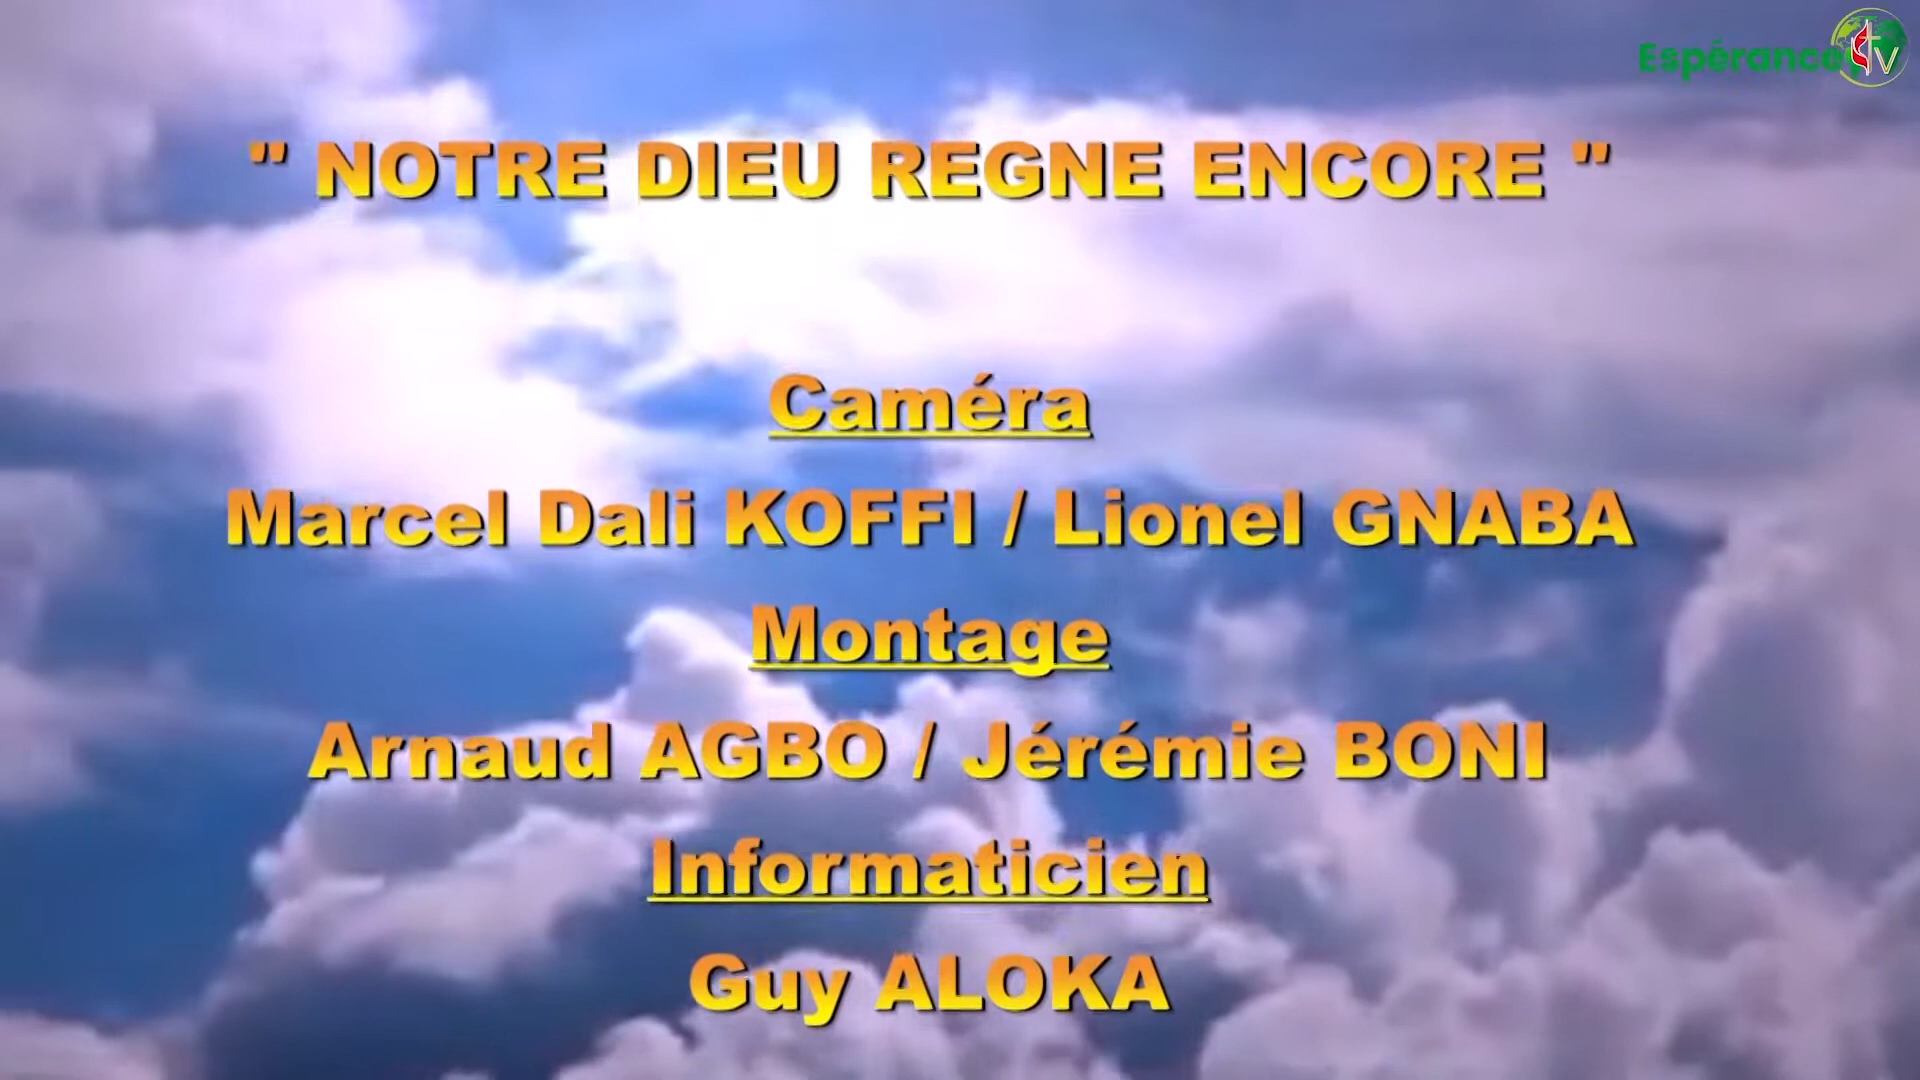 Espérance TV
" NOTRE DIEU REGNE ENCORE "
Caméra
Marcel Dali KOFFI / Lionel GNABA
Montage
Arnaud AGBO / Jérémie BONI
Informaticien
Guy ALOKA